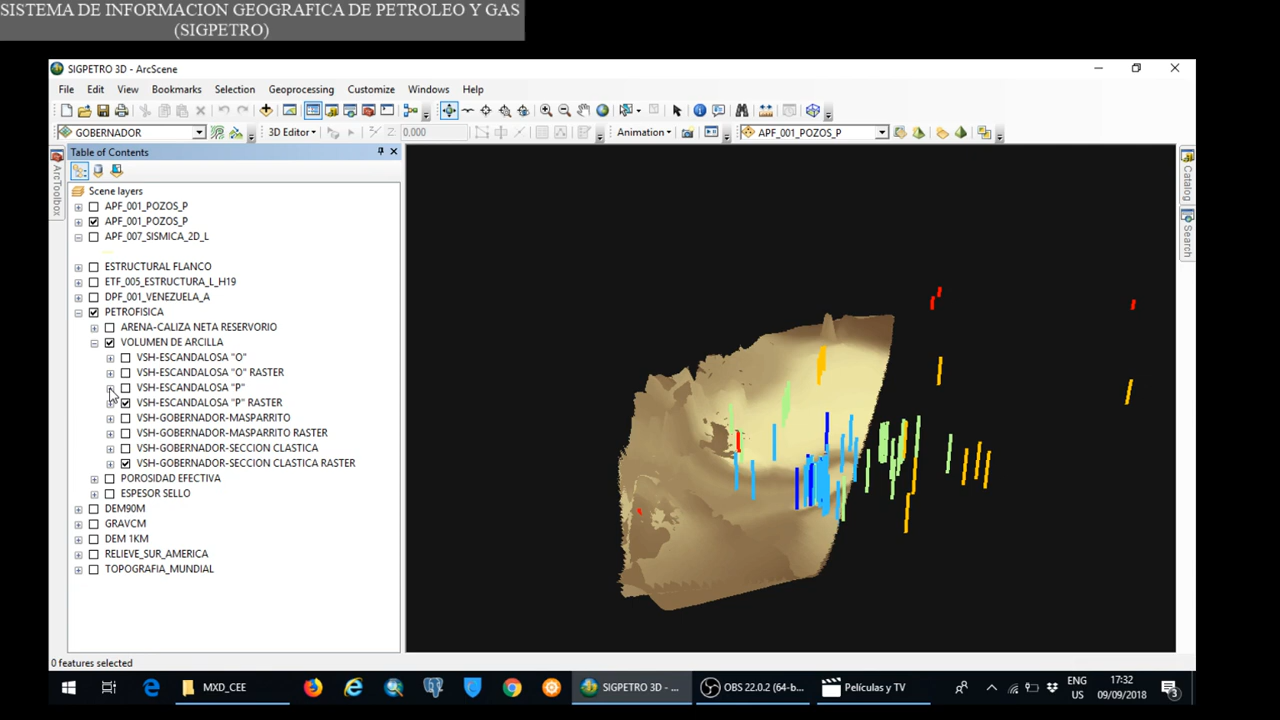 SISTEMA DE INFORMACION GEOGRAFICA DE PETROLEO Y GAS
(SIGPETRO)
SIGPETRO 3D - ArcScene
File Edit View Bookmarks Selection Geoprocessing Customize Windows Help
GOBERNADOR 3D Editor 0,000 Animation APF_001_POZOS_P
Table of Contents
ArcToolbox
Catalog
Search
Scene layers
APF_001_POZOS_P
APF_001_POZOS_P
APF_007_SISMICA_2D_L
ESTRUCTURAL FLANCO
ETF_005_ESTRUCTURA_L_H19
DPF_001_VENEZUELA_A
PETROFISICA
ARENA-CALIZA NETA RESERVORIO
VOLUMEN DE ARCILLA
VSH-ESCANDALOSA "O"
VSH-ESCANDALOSA "O" RASTER
VSH-ESCANDALOSA "P"
VSH-ESCANDALOSA "P" RASTER
VSH-GOBERNADOR-MASPARRITO
VSH-GOBERNADOR-MASPARRITO RASTER
VSH-GOBERNADOR-SECCION CLASTICA
VSH-GOBERNADOR-SECCION CLASTICA RASTER
POROSIDAD EFECTIVA
ESPESOR SELLO
DEM90M
GRAVCM
DEM 1KM
RELIEVE_SUR_AMERICA
TOPOGRAFIA_MUNDIAL
0 features selected
MXD_CEE SIGPETRO 3D - ... OBS 22.0.2 (64-b... Películas y TV ENG 17:32
US 09/09/2018 3